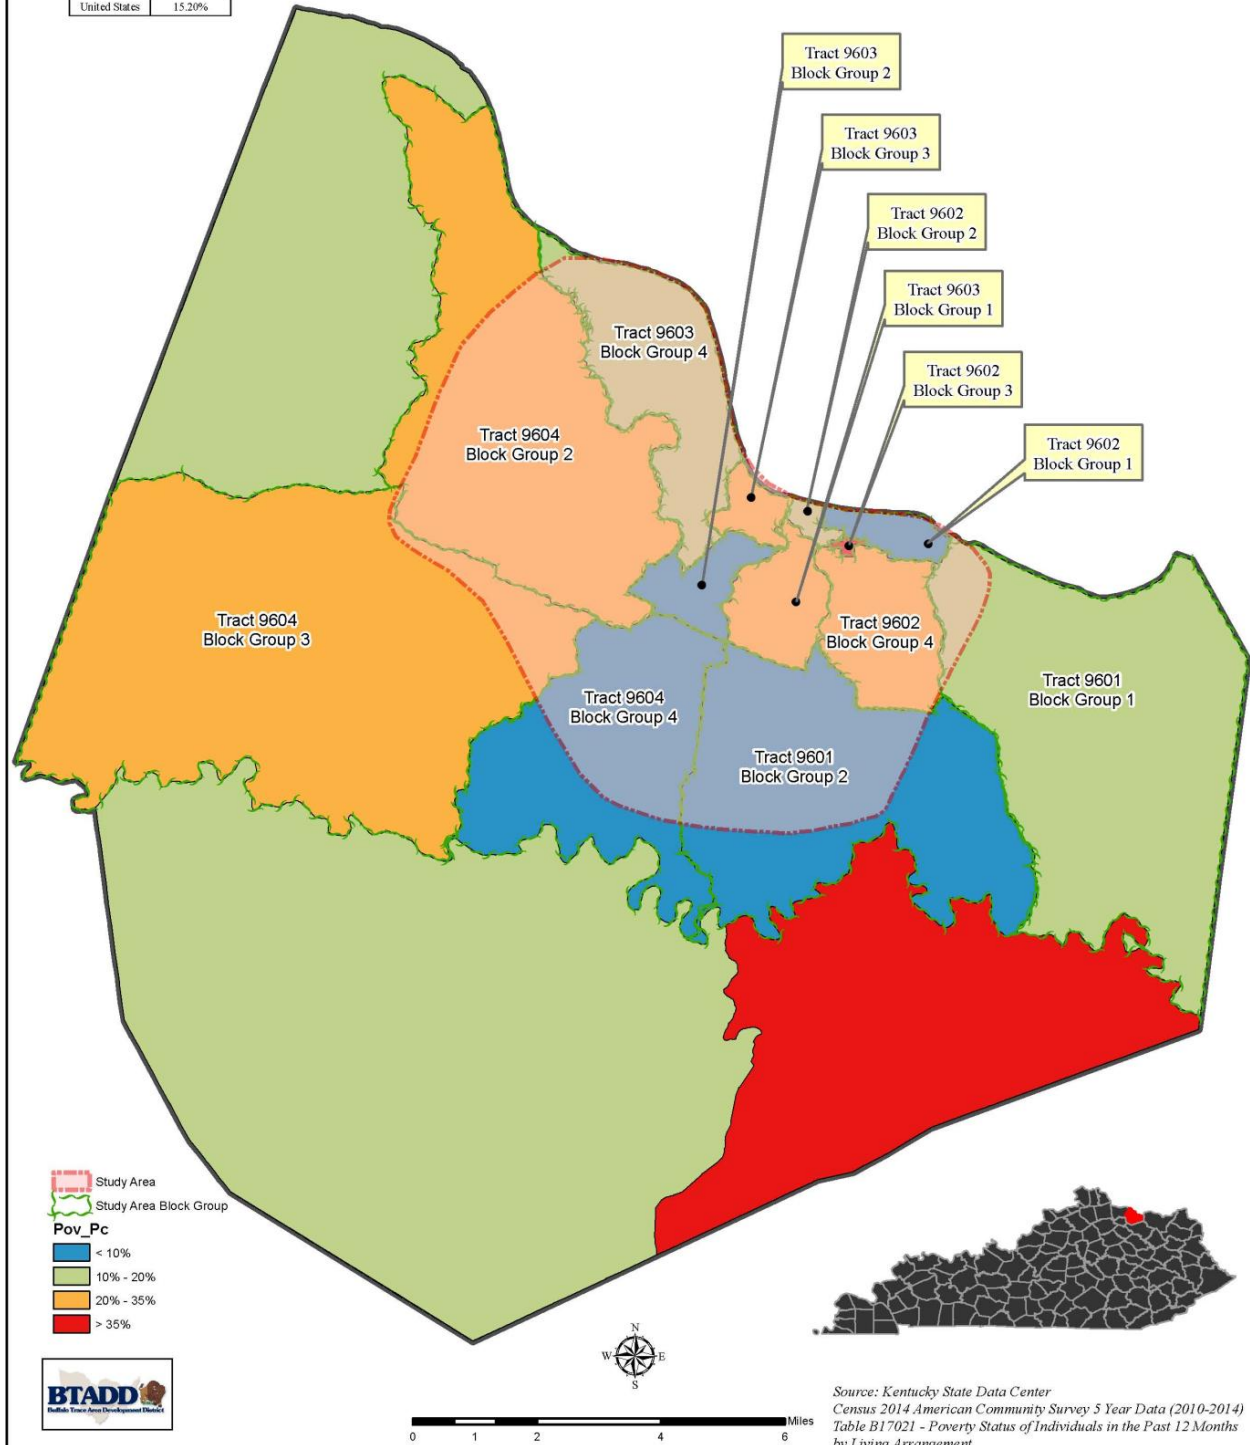 United States 15.20%
Tract 9603
Block Group 2
Tract 9603
Block Group 3
Tract 9602
Block Group 2
Tract 9603
Block Group 1
Tract 9602
Block Group 3
Tract 9602
Block Group 1
Tract 9603
Block Group 4
Tract 9604
Block Group 2
Tract 9604
Block Group 3
Tract 9602
Block Group 4
Tract 9601
Block Group 1
Tract 9604
Block Group 4
Tract 9601
Block Group 2
Study Area
Study Area Block Group
Pov_Pc
< 10%
10% - 20%
20% - 35%
> 35%
BTADD
Buffalo Trace Area Development District
N
W E
S
Miles
0 1 2 4 6
Source: Kentucky State Data Center
Census 2014 American Community Survey 5 Year Data (2010-2014)
Table B17021 - Poverty Status of Individuals in the Past 12 Months
by Living Arrangement